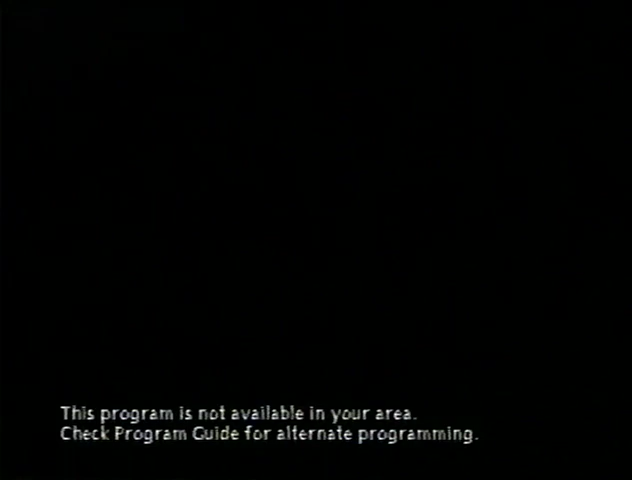 This program is not available in your area.
Check Program Guide for alternate programming.